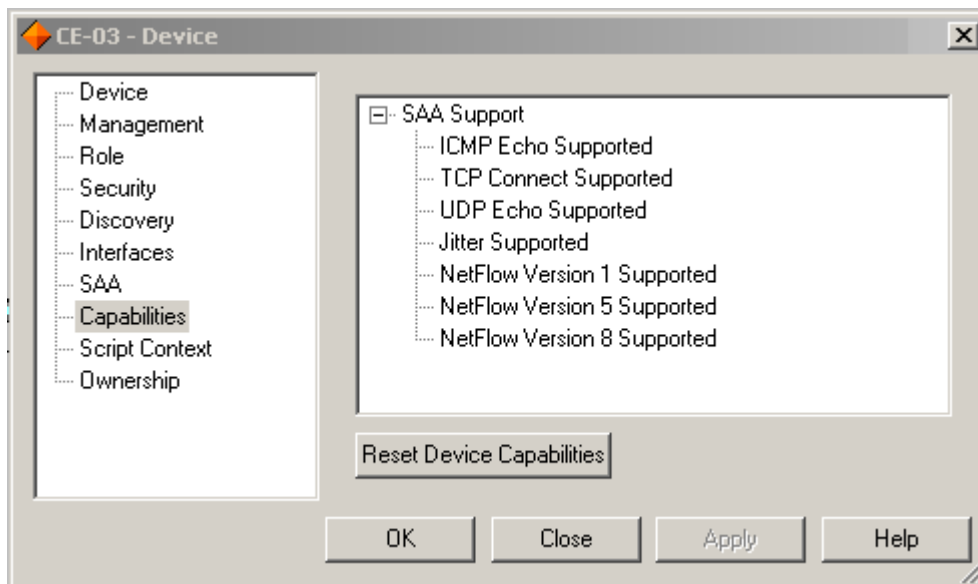 CE-03 - Device
Device
Management
Role
Security
Discovery
Interfaces
SAA
Capabilities
Script Context
Ownership
SAA Support
ICMP Echo Supported
TCP Connect Supported
UDP Echo Supported
Jitter Supported
NetFlow Version 1 Supported
NetFlow Version 5 Supported
NetFlow Version 8 Supported
Reset Device Capabilities
OK Close Apply Help